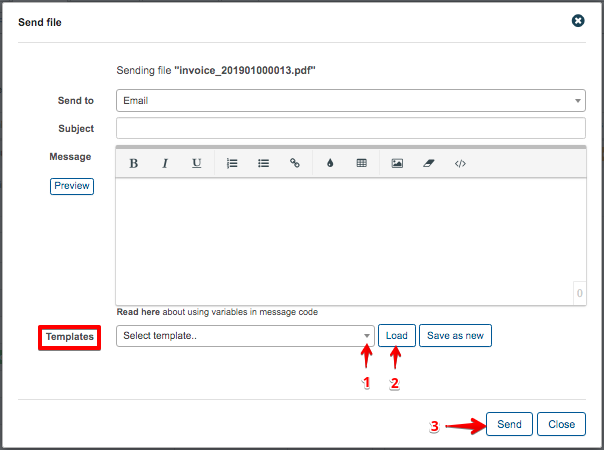 Send file
Sending file "invoice_201901000013.pdf"
Send to
Email
Subject
Message
B I U </>
Preview
0
Read here about using variables in message code
Templates
Select template..
Load
Save as new
1
2
3
Send
Close